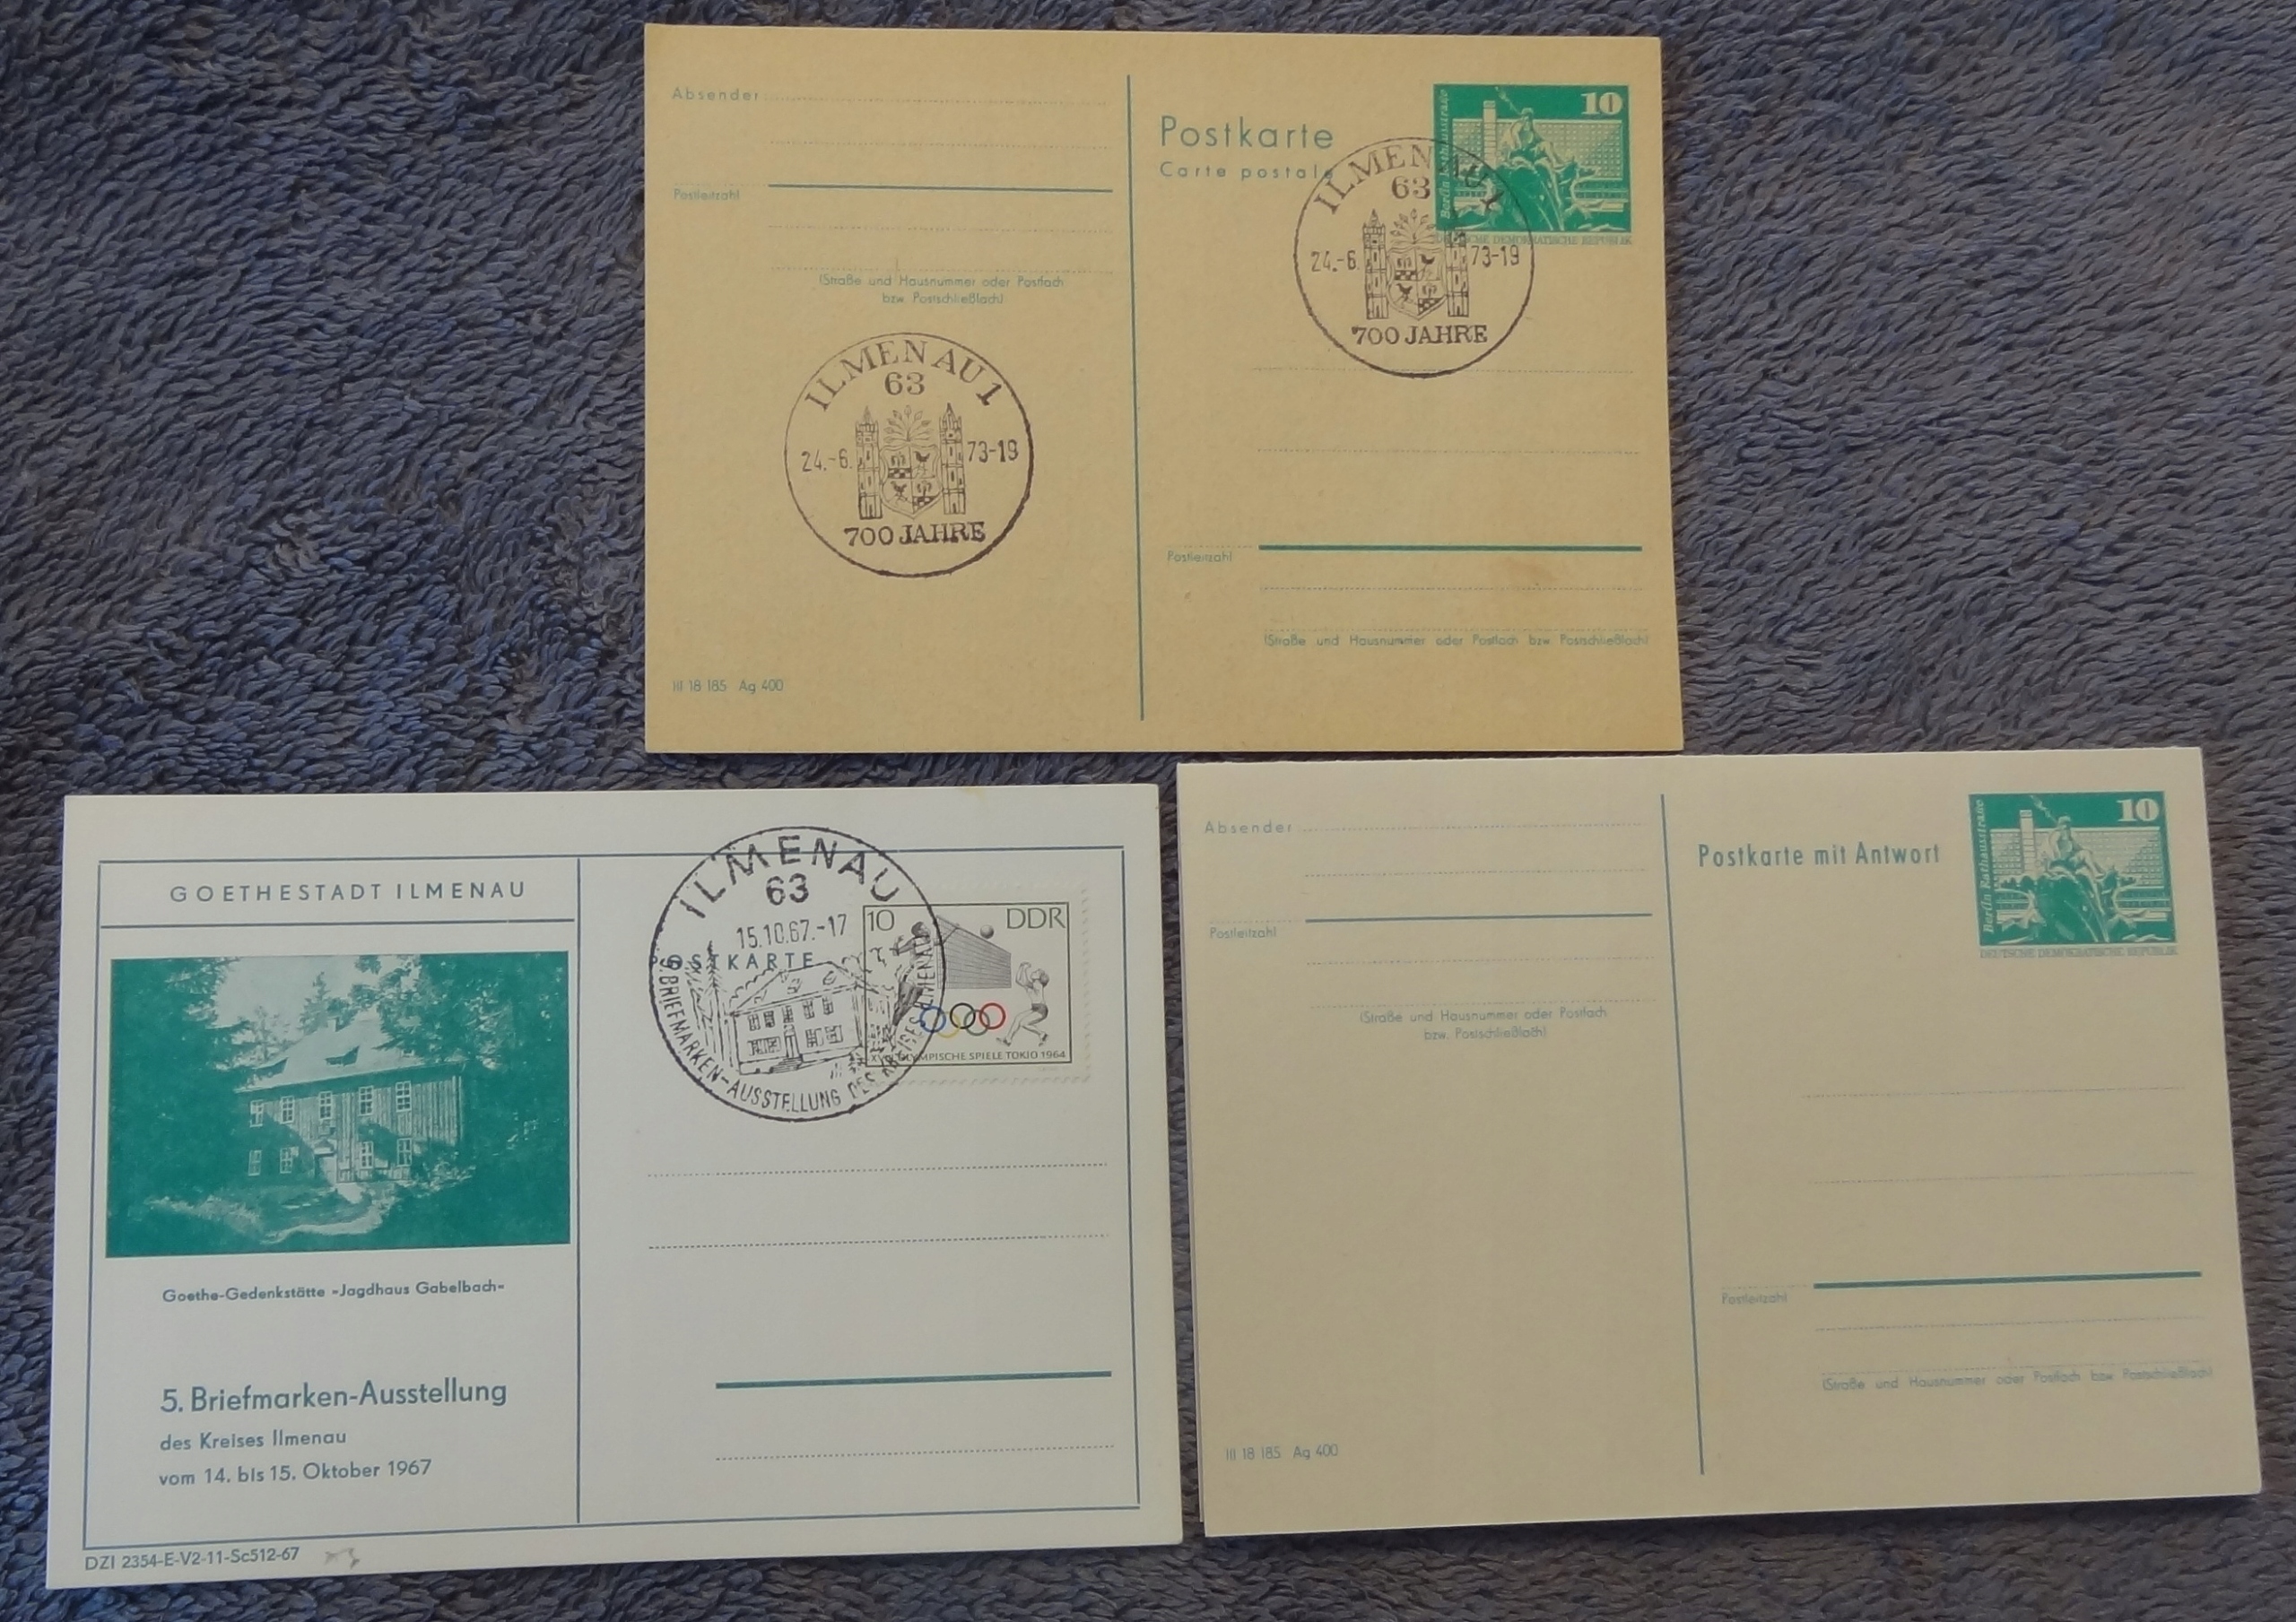 Absender
Postleitzahl
(Straße und Hausnummer oder Postfach
bzw. Postschließfach)
ILMENAU 1
63
24.-6. 73-19
700 JAHRE
III 18 185 Ag 400
Postkarte
Carte postale
10
Berlin Rathausstraße
DEUTSCHE DEMOKRATISCHE REPUBLIK
ILMENAU 1
63
24.-6. 73-19
700 JAHRE
Postleitzahl
(Straße und Hausnummer oder Postfach bzw. Postschließfach)
GOETHESTADT ILMENAU
Goethe-Gedenkstätte »Jagdhaus Gabelbach«
5. Briefmarken-Ausstellung
des Kreises Ilmenau
vom 14. bis 15. Oktober 1967
DZI 2354-E-V2-11-Sc512-67
ILMENAU
63
15.10.67.-17
POSTKARTE
5. BRIEFMARKEN-AUSSTELLUNG DES KREISES ILMENAU
10 DDR
XVIII. OLYMPISCHE SPIELE TOKIO 1964
Absender
Postleitzahl
(Straße und Hausnummer oder Postfach
bzw. Postschließfach)
III 18 185 Ag 400
Postkarte mit Antwort
10
Berlin Rathausstraße
DEUTSCHE DEMOKRATISCHE REPUBLIK
Postleitzahl
(Straße und Hausnummer oder Postfach bzw. Postschließfach)